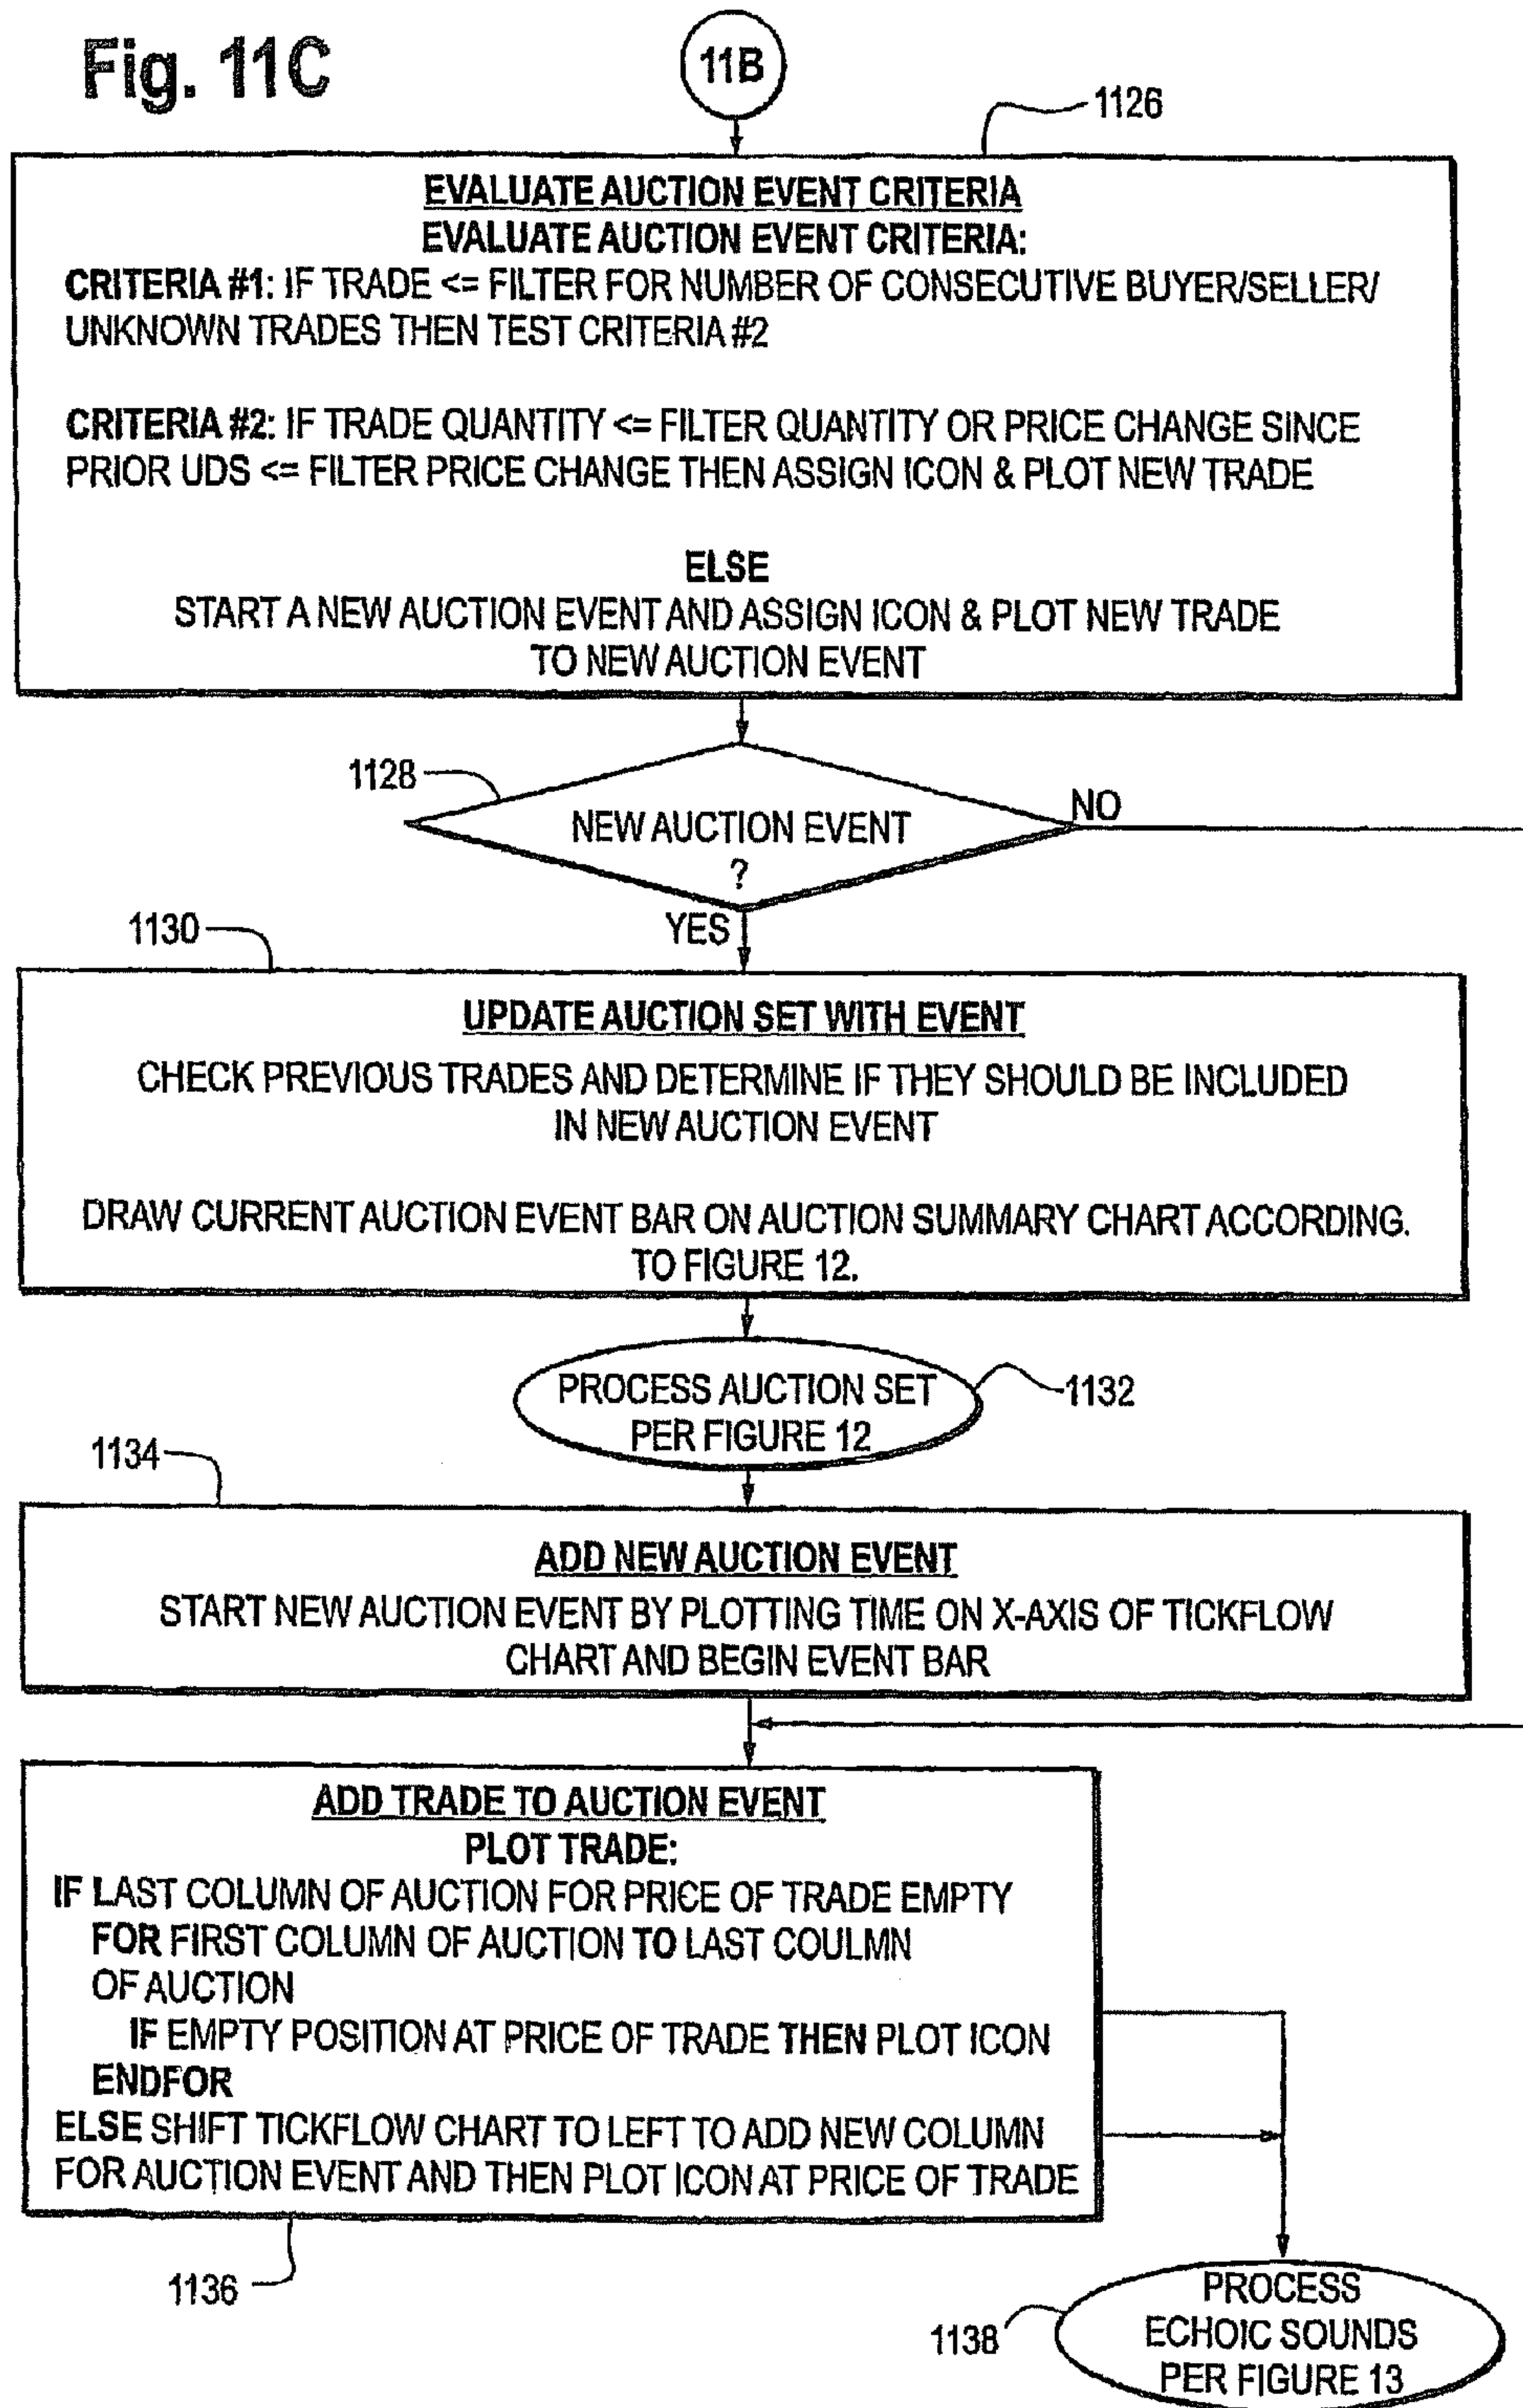 Fig. 11C
11B
1126
EVALUATE AUCTION EVENT CRITERIA
EVALUATE AUCTION EVENT CRITERIA:
CRITERIA #1: IF TRADE <= FILTER FOR NUMBER OF CONSECUTIVE BUYER/SELLER/
UNKNOWN TRADES THEN TEST CRITERIA #2
CRITERIA #2: IF TRADE QUANTITY <= FILTER QUANTITY OR PRICE CHANGE SINCE
PRIOR UDS <= FILTER PRICE CHANGE THEN ASSIGN ICON & PLOT NEW TRADE
ELSE
START A NEW AUCTION EVENT AND ASSIGN ICON & PLOT NEW TRADE
TO NEW AUCTION EVENT
1128
NEW AUCTION EVENT
?
NO
YES
1130
UPDATE AUCTION SET WITH EVENT
CHECK PREVIOUS TRADES AND DETERMINE IF THEY SHOULD BE INCLUDED
IN NEW AUCTION EVENT
DRAW CURRENT AUCTION EVENT BAR ON AUCTION SUMMARY CHART ACCORDING.
TO FIGURE 12.
PROCESS AUCTION SET
PER FIGURE 12
1132
1134
ADD NEW AUCTION EVENT
START NEW AUCTION EVENT BY PLOTTING TIME ON X-AXIS OF TICKFLOW
CHART AND BEGIN EVENT BAR
ADD TRADE TO AUCTION EVENT
PLOT TRADE:
IF LAST COLUMN OF AUCTION FOR PRICE OF TRADE EMPTY
FOR FIRST COLUMN OF AUCTION TO LAST COULMN
OF AUCTION
IF EMPTY POSITION AT PRICE OF TRADE THEN PLOT ICON
ENDFOR
ELSE SHIFT TICKFLOW CHART TO LEFT TO ADD NEW COLUMN
FOR AUCTION EVENT AND THEN PLOT ICON AT PRICE OF TRADE
1136
1138
PROCESS
ECHOIC SOUNDS
PER FIGURE 13